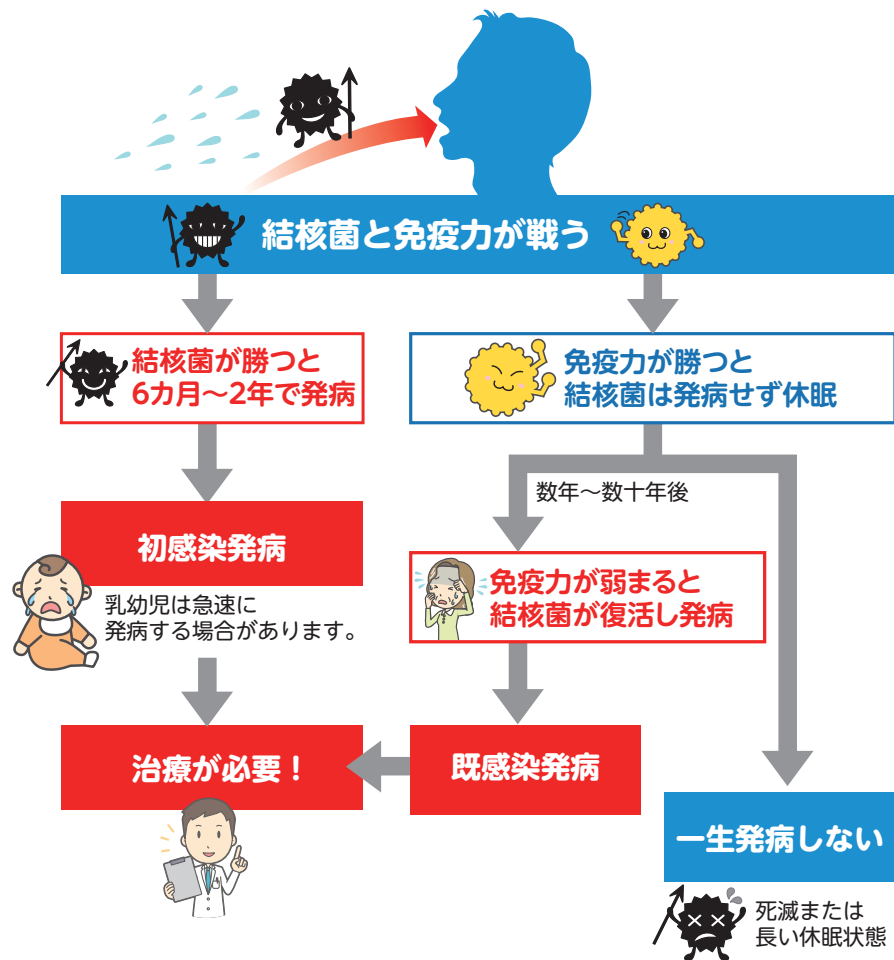 結核菌と免疫力が戦う
結核菌が勝つと
6カ月～2年で発病
免疫力が勝つと
結核菌は発病せず休眠
数年～数十年後
初感染発病
乳幼児は急速に
発病する場合があります。
免疫力が弱まると
結核菌が復活し発病
治療が必要！
既感染発病
一生発病しない
死滅または
長い休眠状態